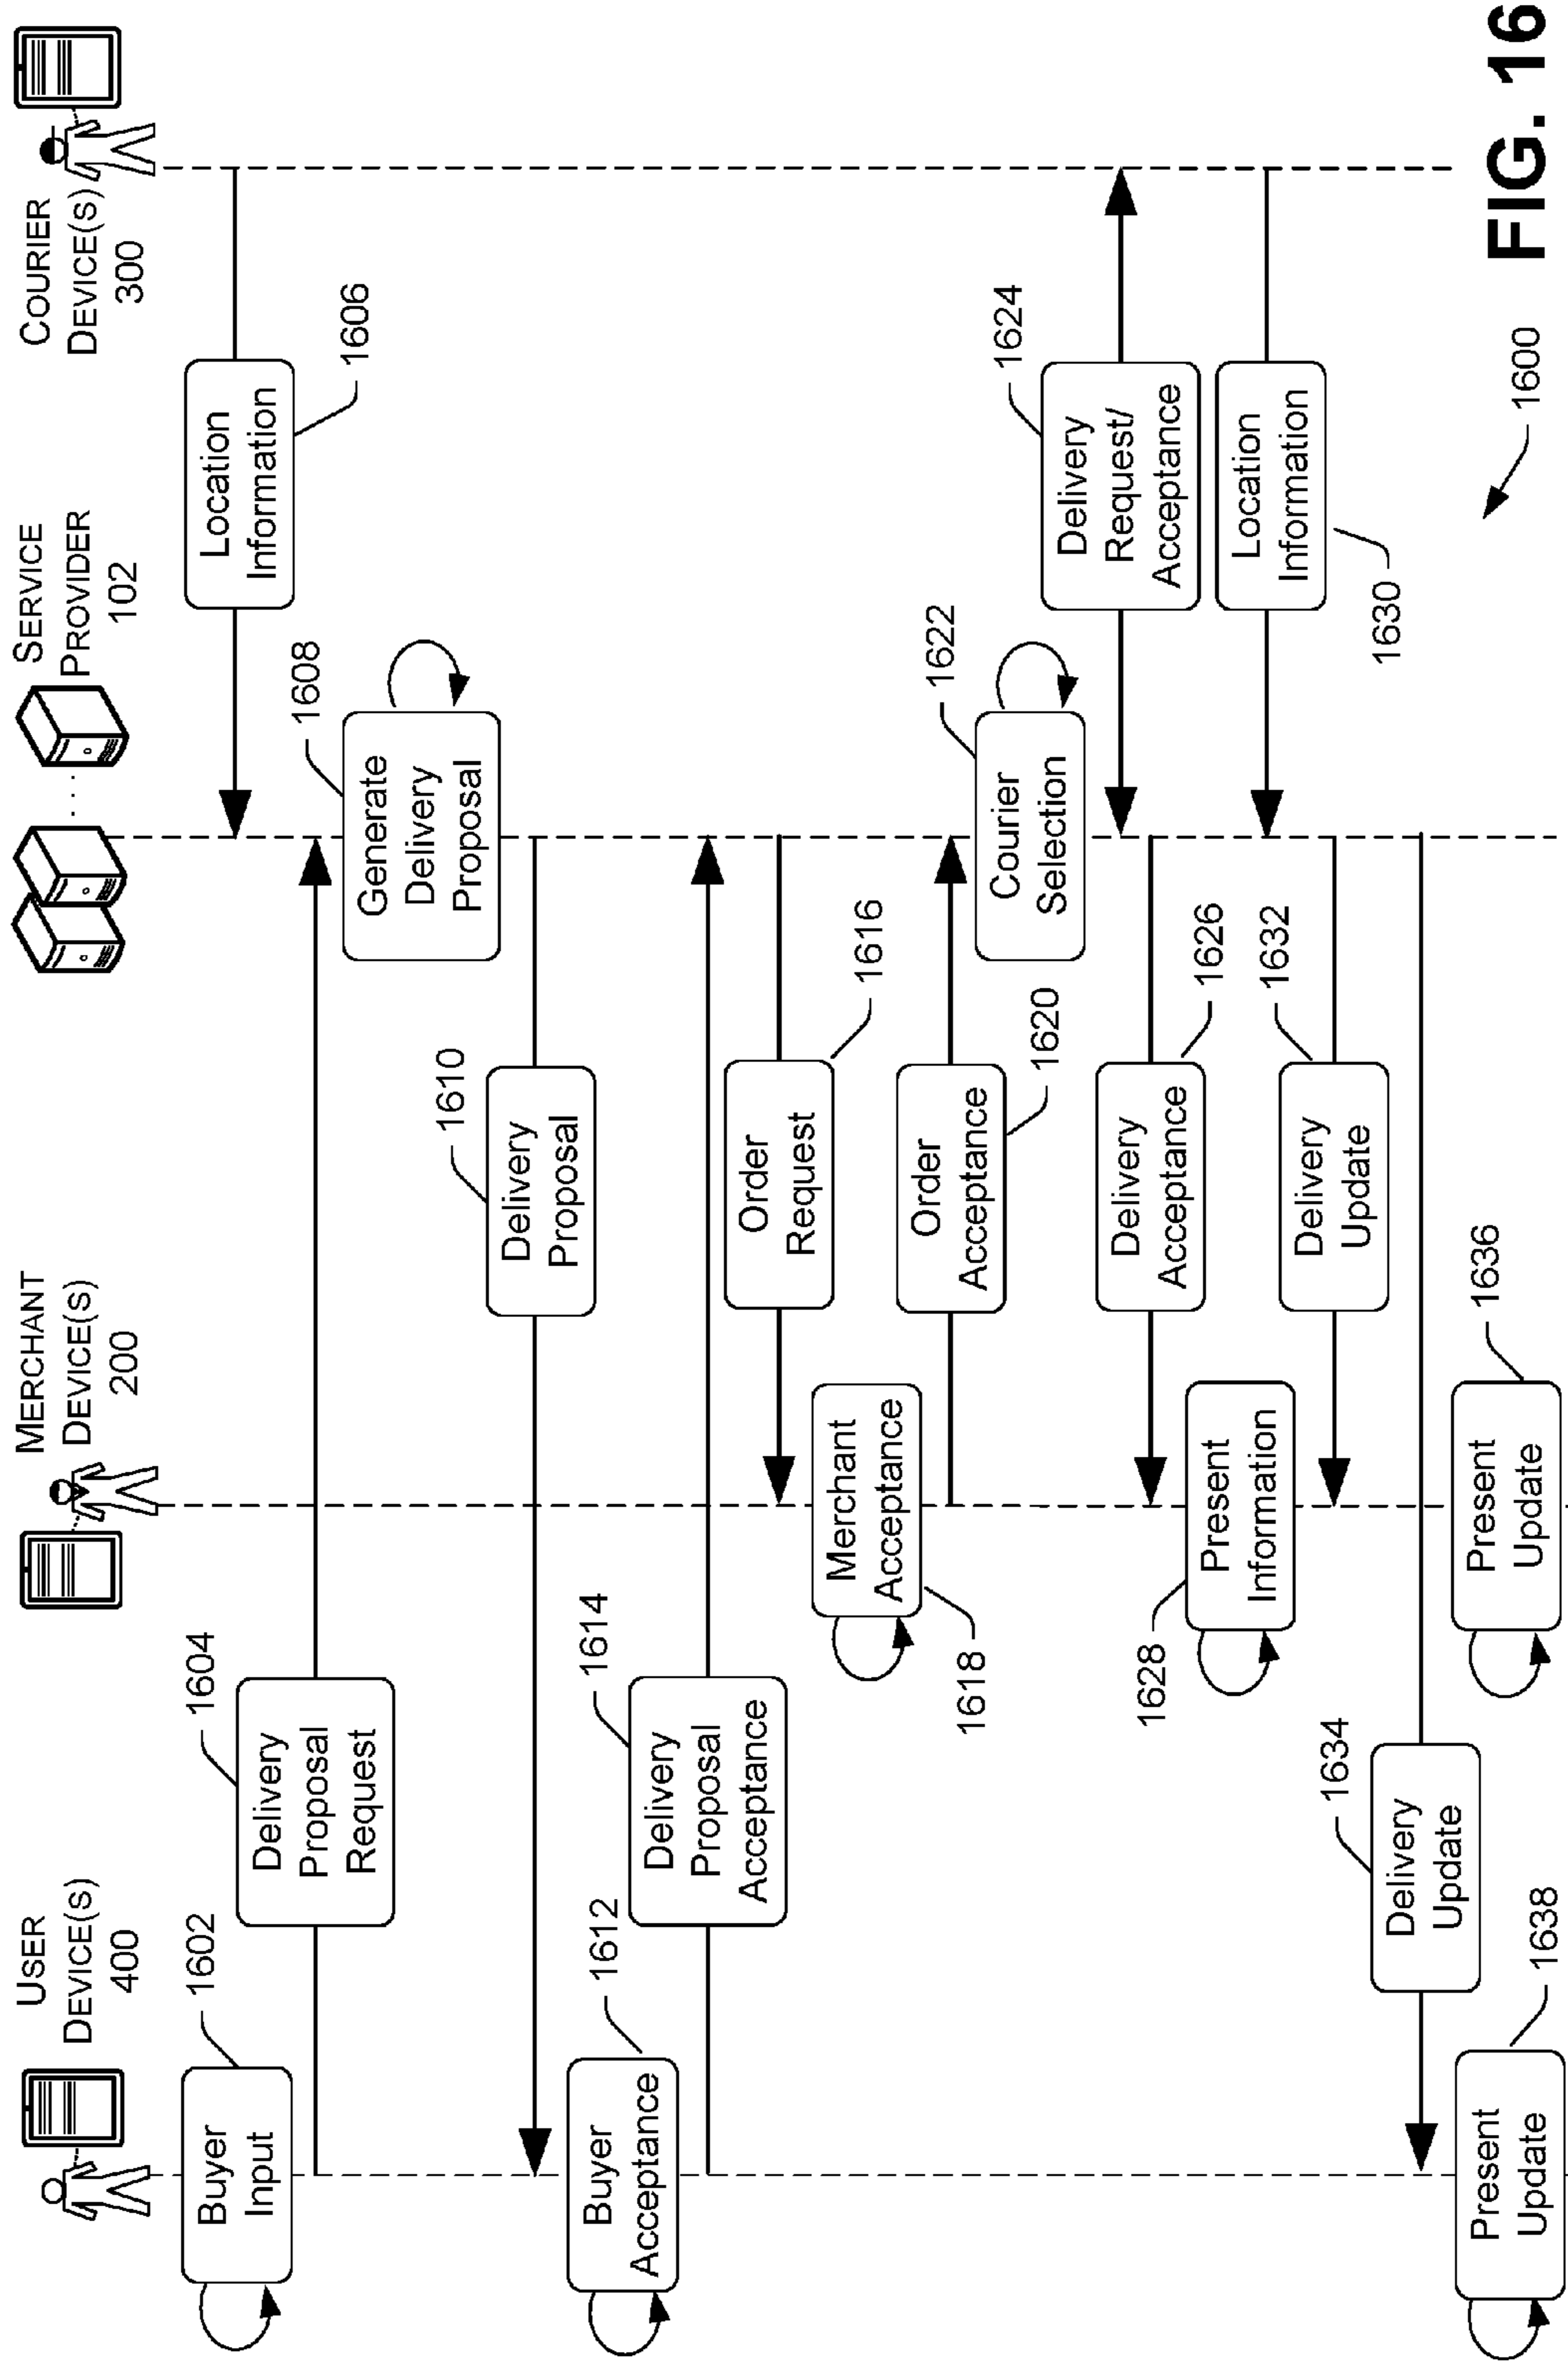 USER
DEVICE(S)
400
MERCHANT
DEVICE(S)
200
SERVICE
PROVIDER
102
COURIER
DEVICE(S)
300
1602
Buyer
Input
1604
Delivery
Proposal
Request
Location
Information
1606
1608
Generate
Delivery
Proposal
1610
Delivery
Proposal
1612
Buyer
Acceptance
1614
Delivery
Proposal
Acceptance
Order
Request
1616
Merchant
Acceptance
1618
Order
Acceptance
1620
1622
Courier
Selection
1624
Delivery
Request/
Acceptance
Delivery
Acceptance
1626
1628
Present
Information
Location
Information
1630
1632
Delivery
Update
1634
Delivery
Update
1636
Present
Update
1638
Present
Update
1600
FIG. 16